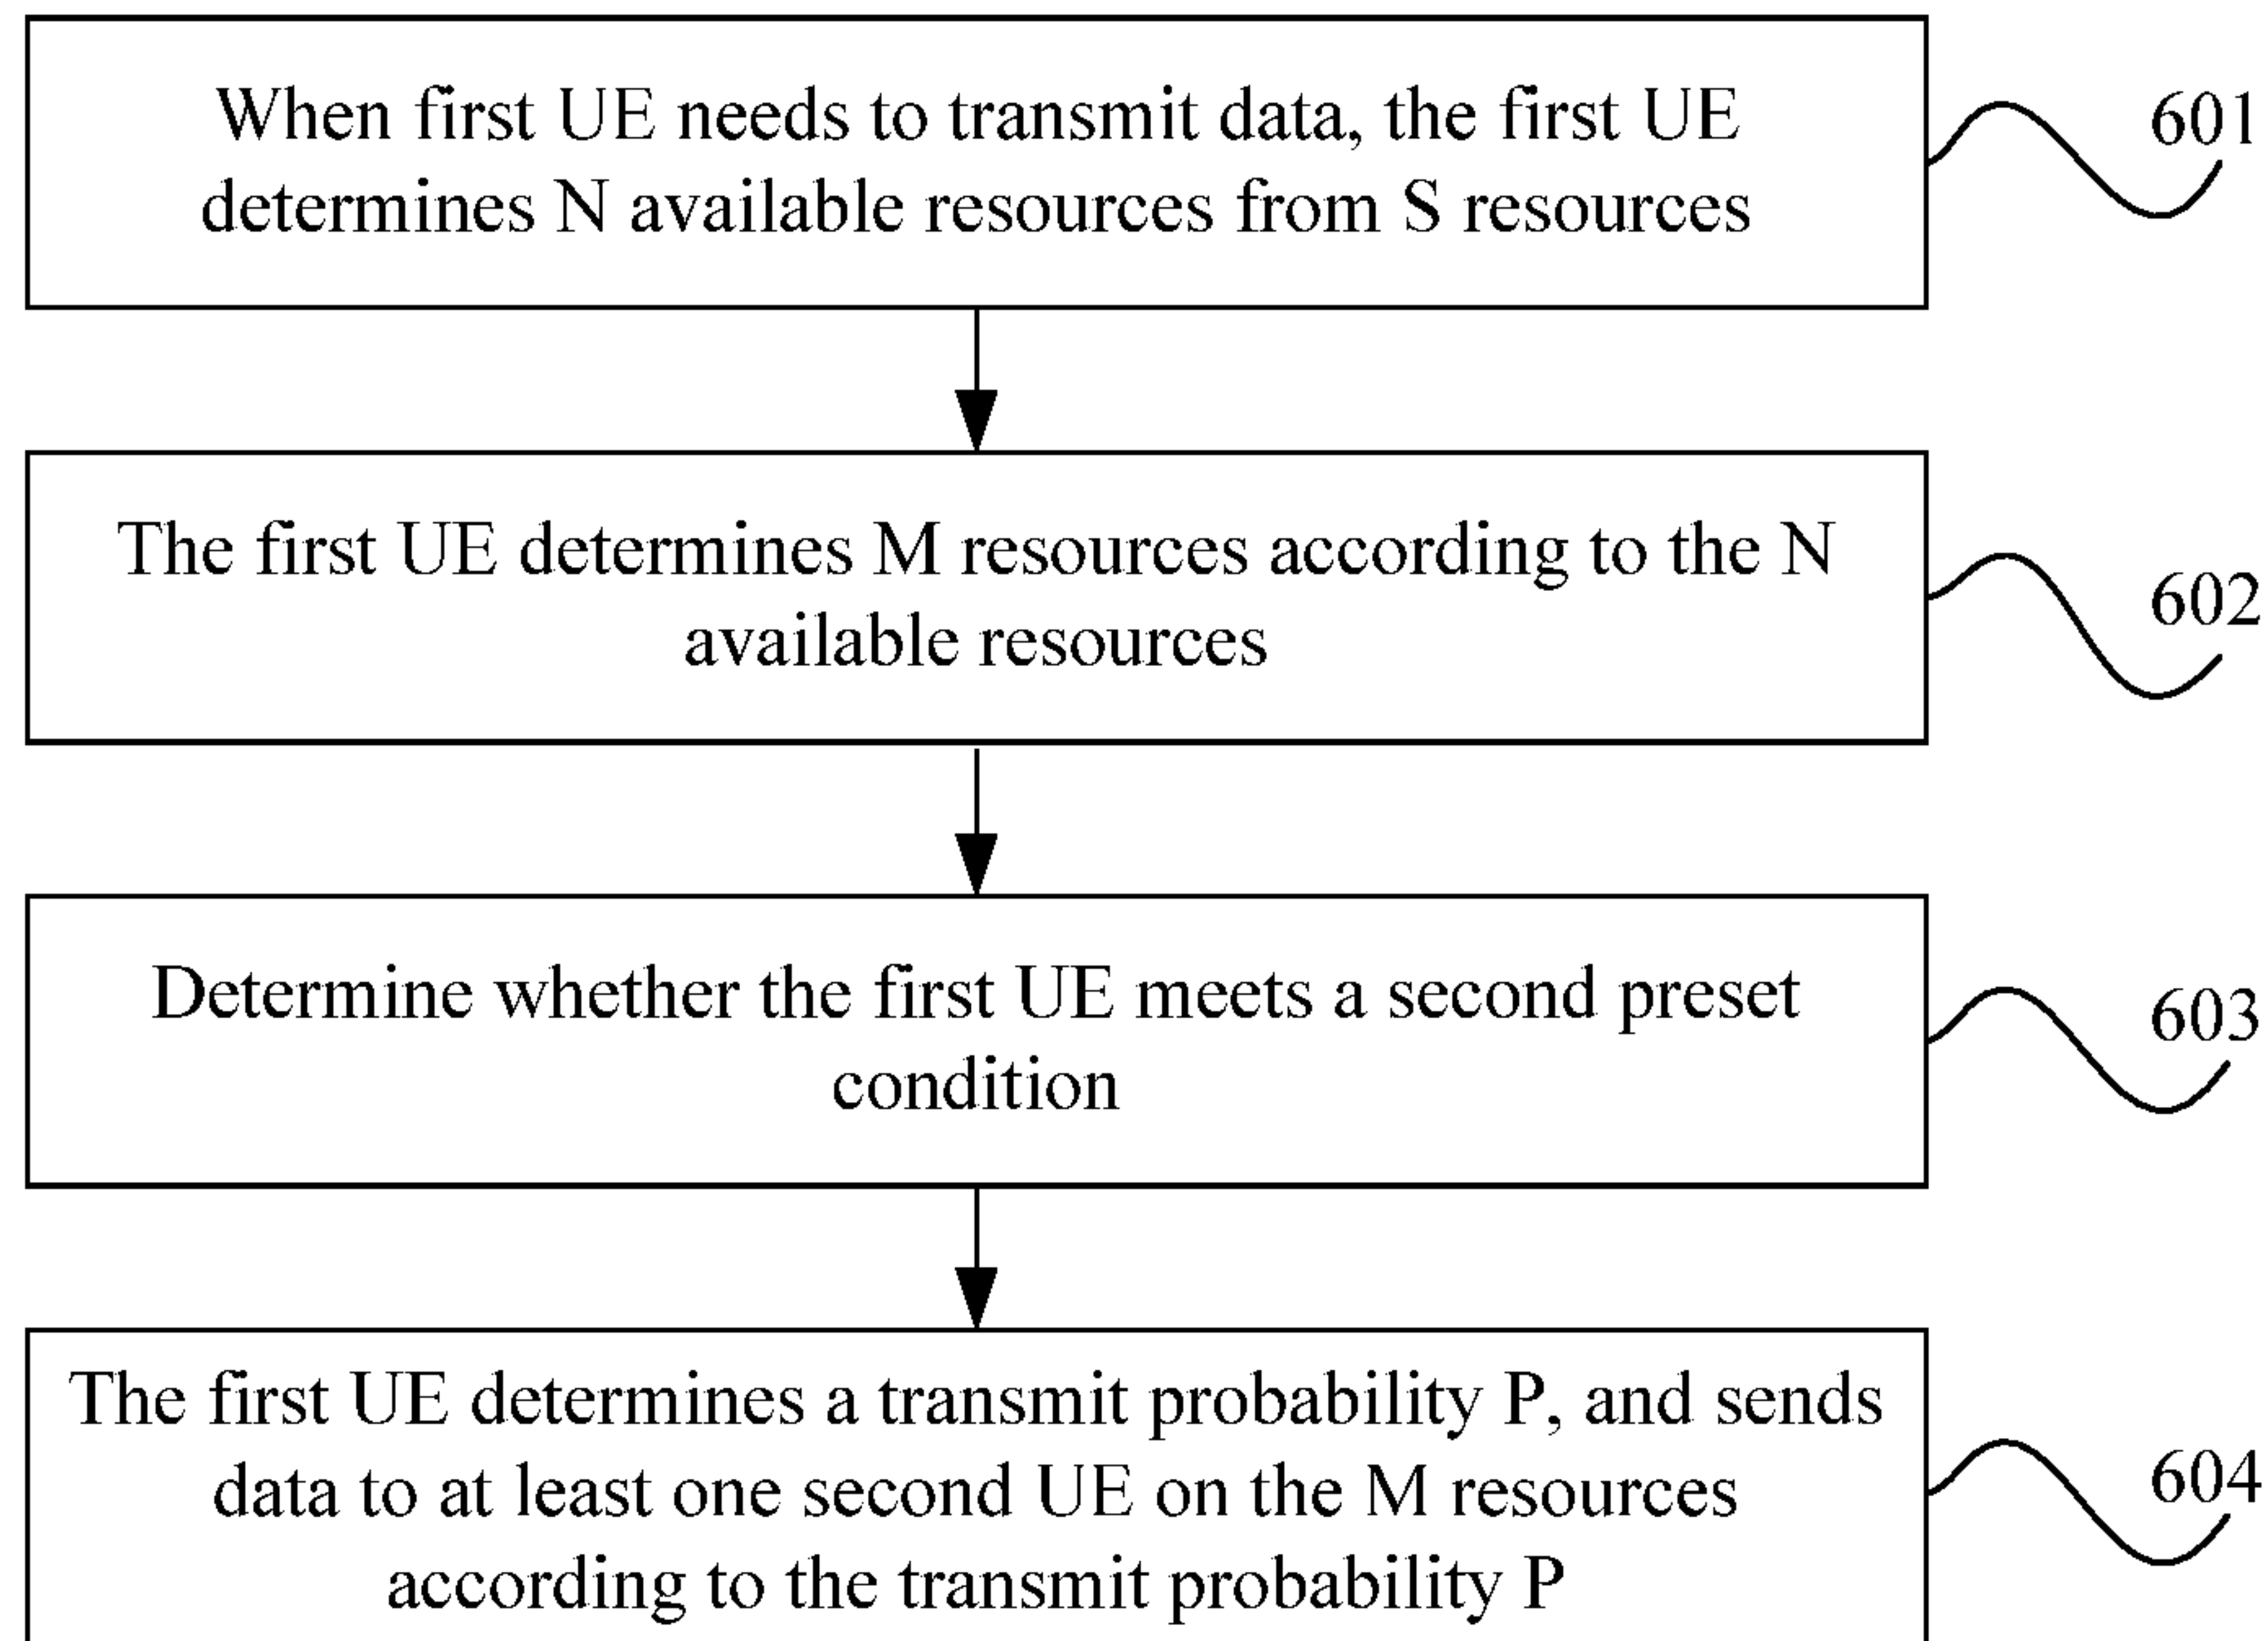 When first UE needs to transmit data, the first UE
determines N available resources from S resources
601
The first UE determines M resources according to the N
available resources
602
Determine whether the first UE meets a second preset
condition
603
The first UE determines a transmit probability P, and sends
data to at least one second UE on the M resources
according to the transmit probability P
604